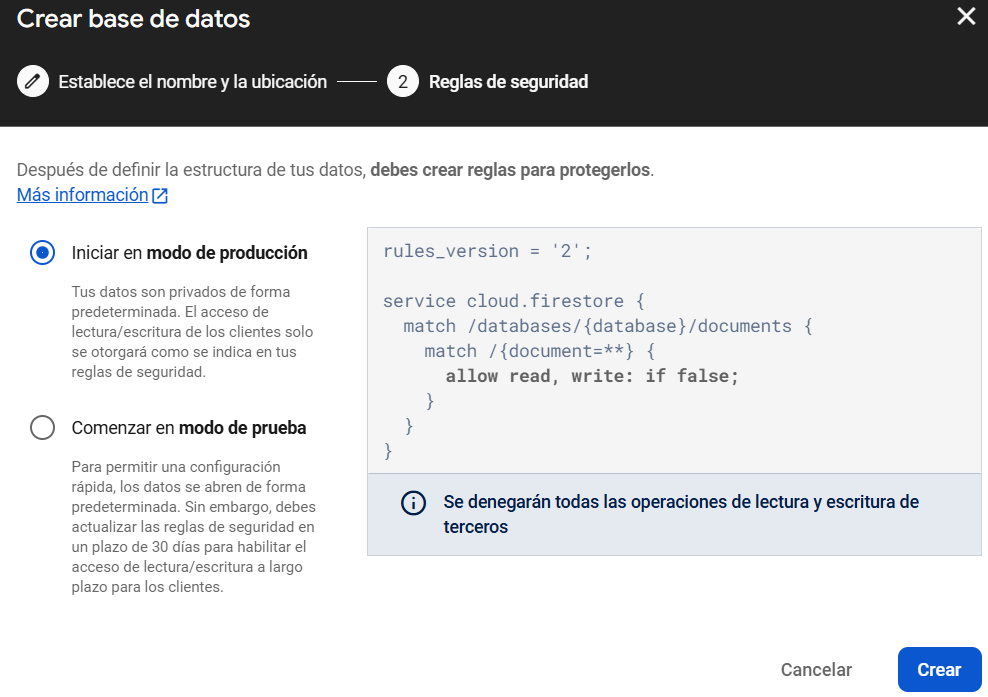 Crear base de datos
Establece el nombre y la ubicación
2
Reglas de seguridad
Después de definir la estructura de tus datos, debes crear reglas para protegerlos.
Más información
Iniciar en modo de producción
Tus datos son privados de forma
predeterminada. El acceso de
lectura/escritura de los clientes solo
se otorgará como se indica en tus
reglas de seguridad.
Comenzar en modo de prueba
Para permitir una configuración
rápida, los datos se abren de forma
predeterminada. Sin embargo, debes
actualizar las reglas de seguridad en
un plazo de 30 días para habilitar el
acceso de lectura/escritura a largo
plazo para los clientes.
rules_version = '2';
service cloud.firestore {
match /databases/{database}/documents {
match /{document=**} {
allow read, write: if false;
}
}
}
Se denegarán todas las operaciones de lectura y escritura de
terceros
Cancelar
Crear